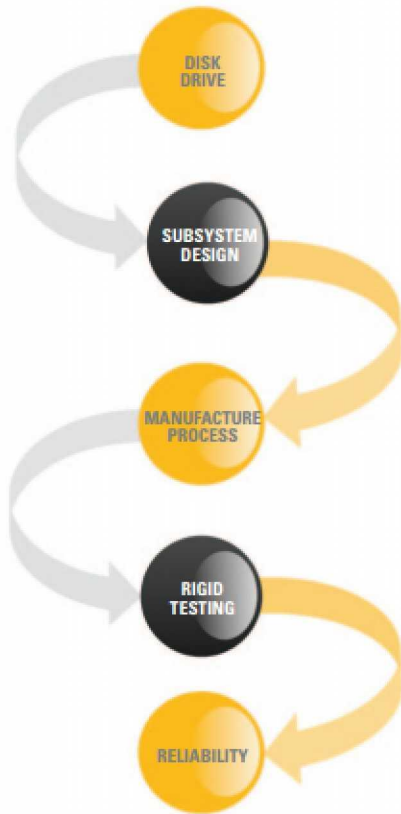 DISK
DRIVE
SUBSYSTEM
DESIGN
MANUFACTURE
PROCESS
RIGID
TESTING
RELIABILITY